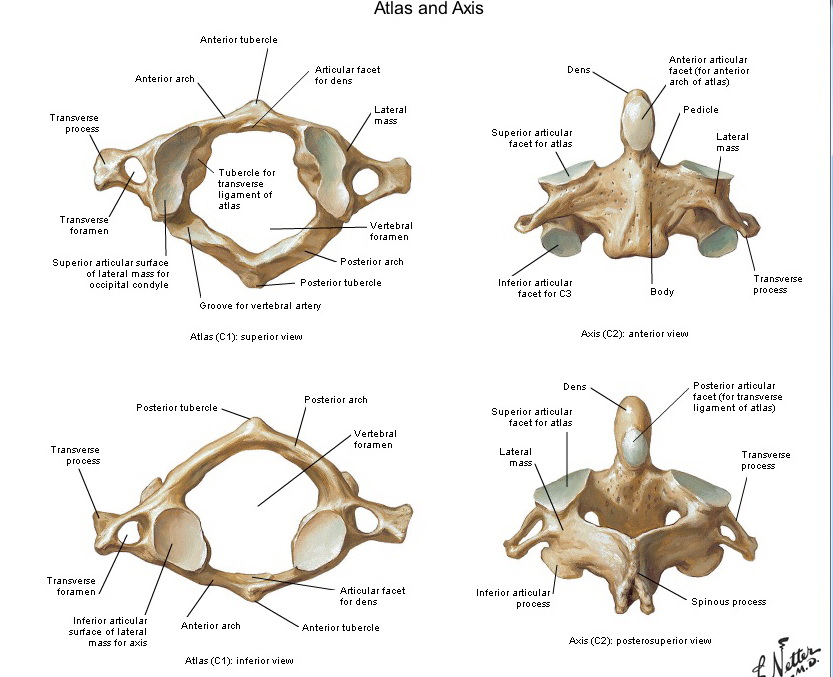 Atlas and Axis
Anterior tubercle
Anterior arch
Articular facet
for dens
Transverse
process
Lateral
mass
Tubercle for
transverse
ligament of
atlas
Transverse
foramen
Vertebral
foramen
Superior articular surface
of lateral mass for
occipital condyle
Posterior arch
Posterior tubercle
Groove for vertebral artery
Atlas (C1): superior view
Dens
Anterior articular
facet (for anterior
arch of atlas)
Pedicle
Superior articular
facet for atlas
Lateral
mass
Inferior articular
facet for C3
Body
Transverse
process
Axis (C2): anterior view
Posterior tubercle
Posterior arch
Vertebral
foramen
Transverse
process
Transverse
foramen
Articular facet
for dens
Inferior articular
surface of lateral
mass for axis
Anterior arch
Anterior tubercle
Atlas (C1): inferior view
Dens
Posterior articular
facet (for transverse
ligament of atlas)
Superior articular
facet for atlas
Lateral
mass
Transverse
process
Inferior articular
process
Spinous process
Axis (C2): posterosuperior view
Netter
M.D.